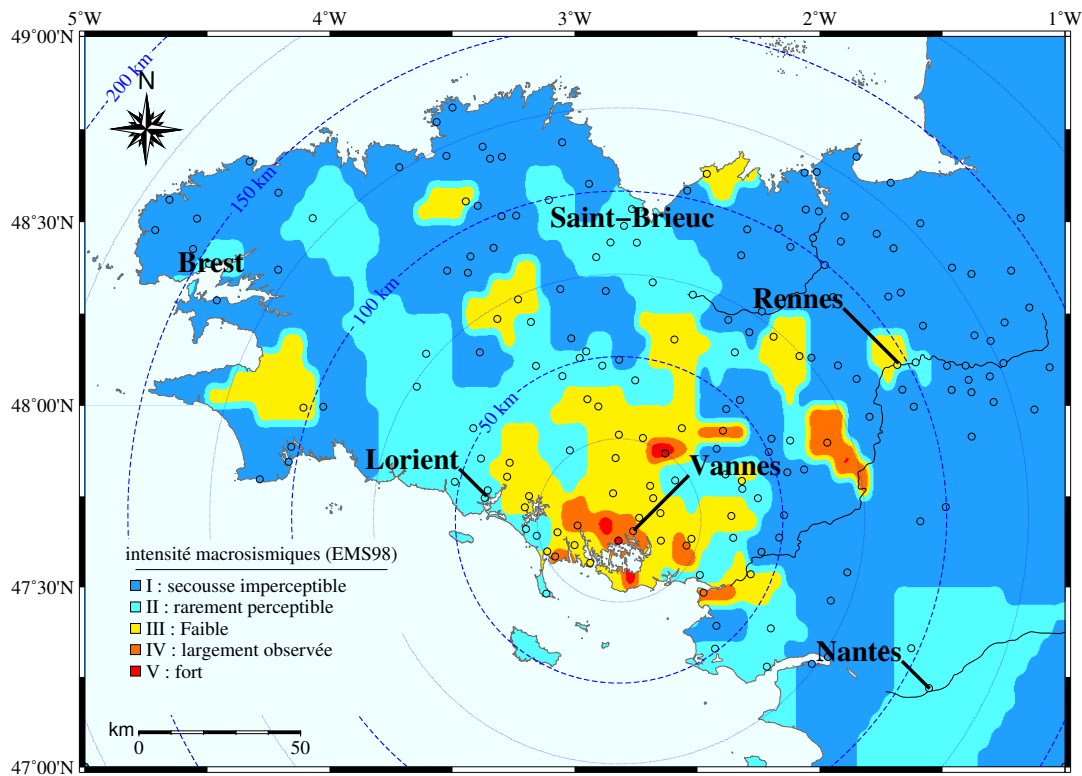 5°W 4°W 3°W 2°W 1°W
49°00'N
200 km
N
150 km
48°30'N
Saint-Brieuc
Brest
100 km
Rennes
48°00'N
50 km
Lorient
Vannes
intensité macrosismiques (EMS98)
I : secousse imperceptible
II : rarement perceptible
III : Faible
IV : largement observée
V : fort
47°30'N
Nantes
km
0 50
47°00'N